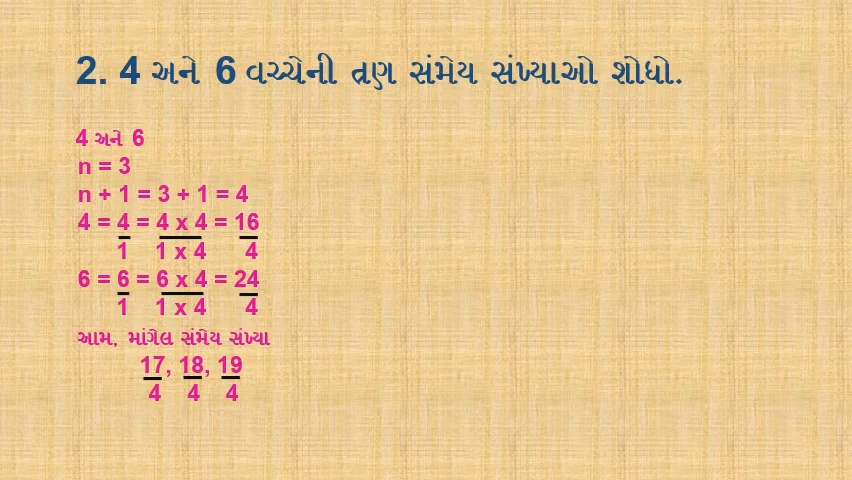 2. 4 અને 6 વચ્ચેની ત્રણ સંમેય સંખ્યાઓ શોધો.
4 અને 6
n = 3
n + 1 = 3 + 1 = 4
4 = 4 = 4 x 4 = 16
1 1 x 4 4
6 = 6 = 6 x 4 = 24
1 1 x 4 4
આમ, માંગેલ સંમેય સંખ્યા
17, 18, 19
4 4 4